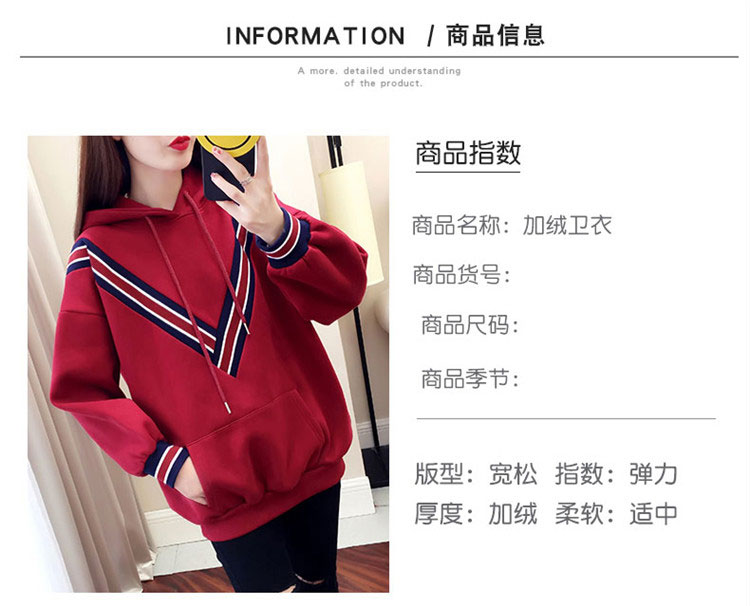 INFORMATION / 商品信息
A more. detailed understanding
of the product.
商品指数
商品名称：加绒卫衣
商品货号：
商品尺码：
商品季节：
版型：宽松 指数：弹力
厚度：加绒 柔软：适中